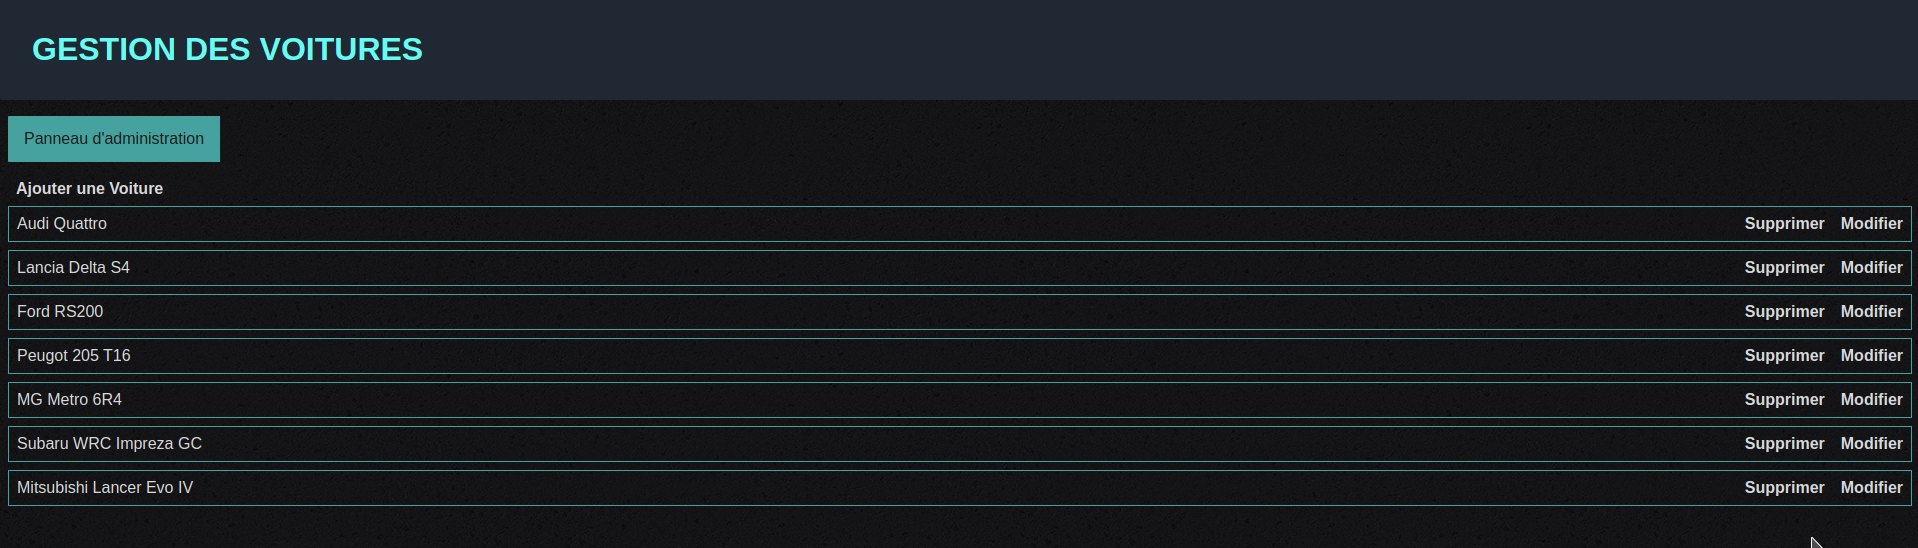 GESTION DES VOITURES
Panneau d'administration
Ajouter une Voiture
Audi Quattro Supprimer Modifier
Lancia Delta S4 Supprimer Modifier
Ford RS200 Supprimer Modifier
Peugot 205 T16 Supprimer Modifier
MG Metro 6R4 Supprimer Modifier
Subaru WRC Impreza GC Supprimer Modifier
Mitsubishi Lancer Evo IV Supprimer Modifier